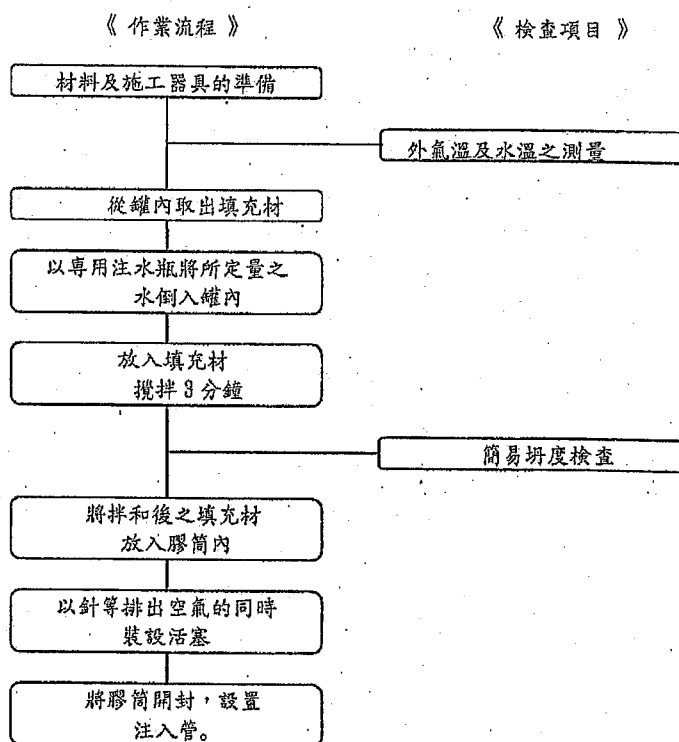 《 作業流程 》
《 檢查項目 》
材料及施工器具的準備
外氣溫及水溫之測量
從罐內取出填充材
以專用注水瓶將所定量之
水倒入罐內
放入填充材
攪拌3分鐘
簡易坍度檢查
將拌和後之填充材
放入膠筒內
以針等排出空氣的同時
裝設活塞
將膠筒開封，設置
注入管。